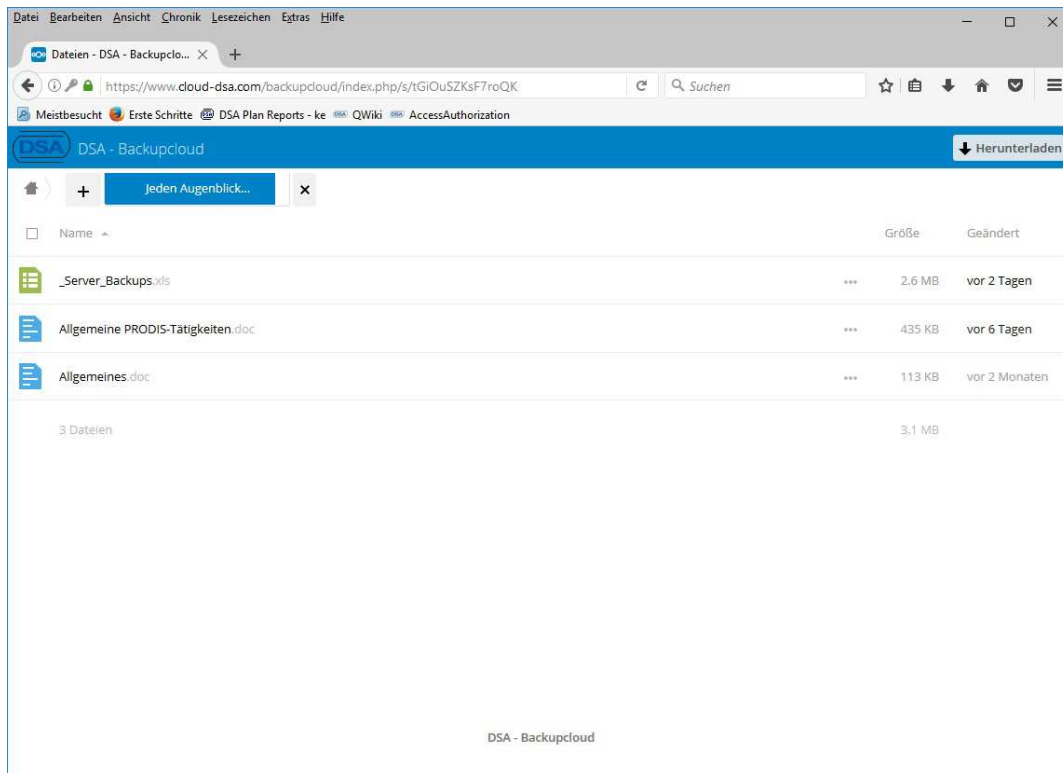 Datei Bearbeiten Ansicht Chronik Lesezeichen Extras Hilfe
Dateien - DSA - Backupclo...
https://www.cloud-dsa.com/backupcloud/index.php/s/tGiOuSZKsF7roQK Suchen
Meistbesucht Erste Schritte DSA Plan Reports - ke QWiki AccessAuthorization
DSA DSA - Backupcloud Herunterladen
+ Jeden Augenblick...
Name Größe Geändert
_Server_Backups.xls ... 2.6 MB vor 2 Tagen
Allgemeine PRODIS-Tätigkeiten.doc ... 435 KB vor 6 Tagen
Allgemeines.doc ... 113 KB vor 2 Monaten
3 Dateien 3.1 MB
DSA - Backupcloud